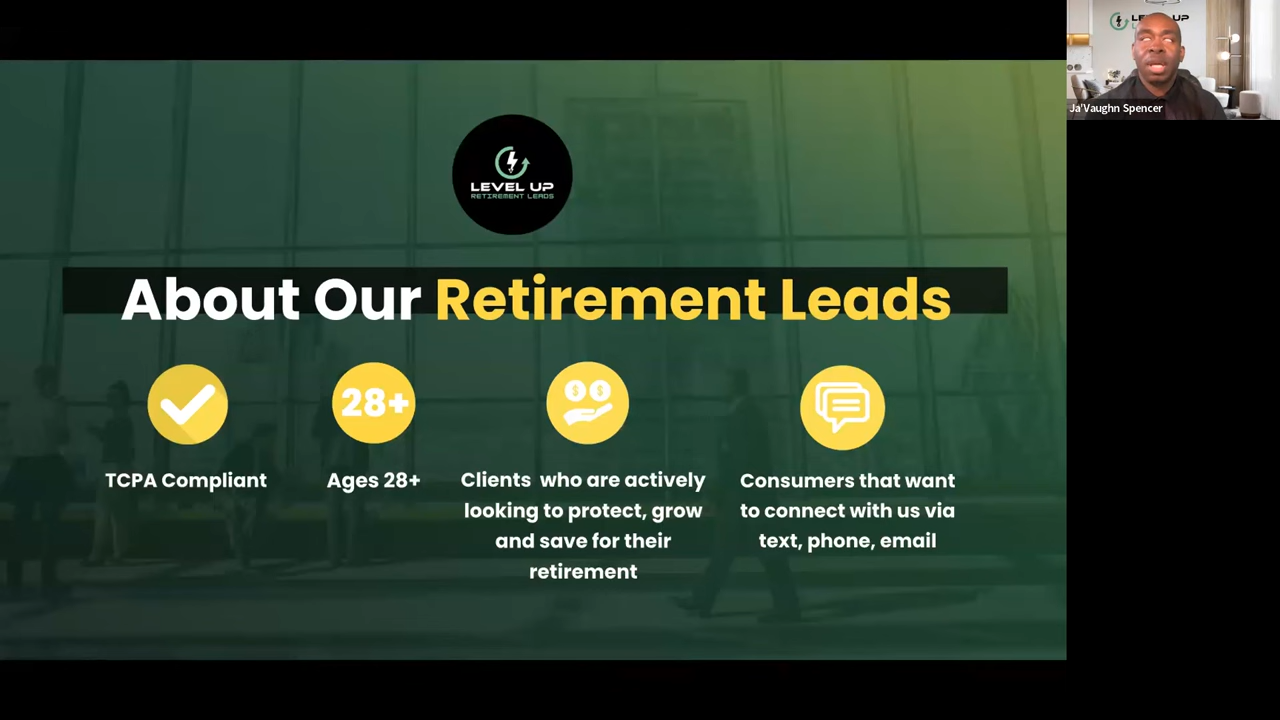 LEVEL UP
RETIREMENT LEADS
About Our Retirement Leads
28+
TCPA Compliant
Ages 28+
Clients who are actively
looking to protect, grow
and save for their
retirement
Consumers that want
to connect with us via
text, phone, email
LEVEL UP
Ja'Vaughn Spencer